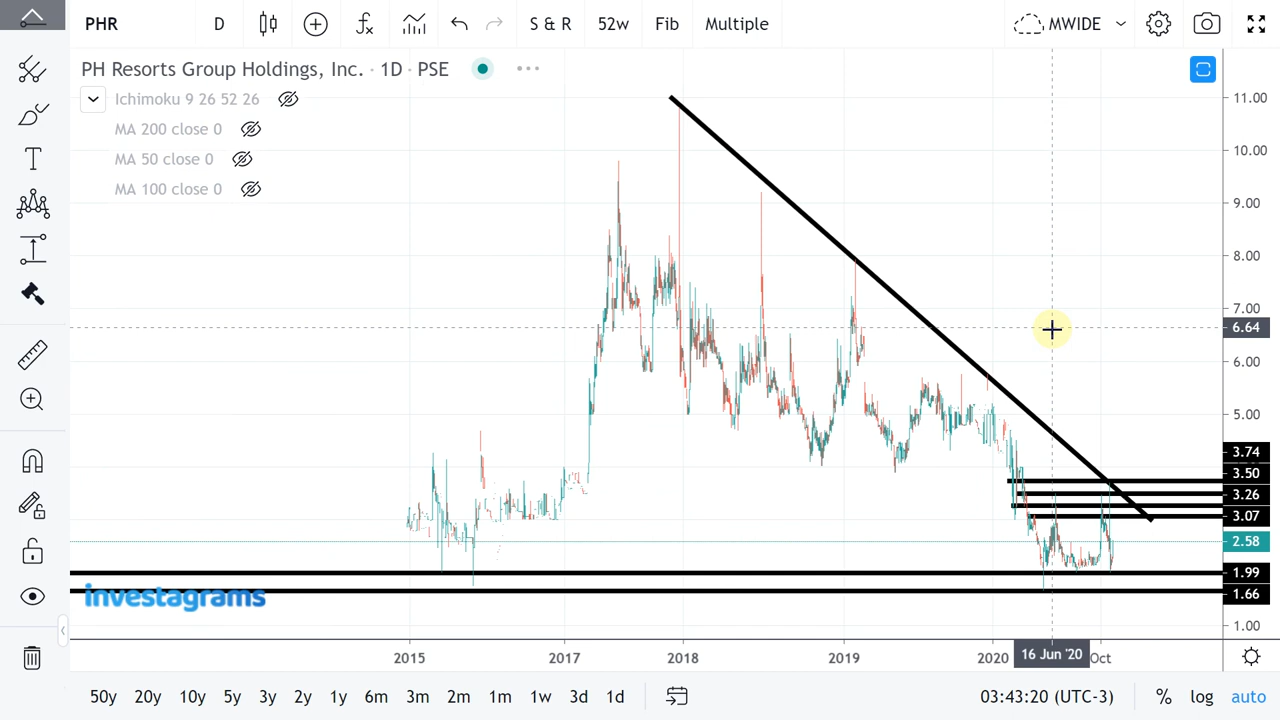 PHR D S & R 52w Fib Multiple MWIDE
PH Resorts Group Holdings, Inc. · 1D · PSE
Ichimoku 9 26 52 26
MA 200 close 0
MA 50 close 0
MA 100 close 0
11.00
10.00
9.00
8.00
7.00
6.64
6.00
5.00
3.74
3.50
3.26
3.07
2.58
1.99
1.66
1.00
investagrams
2015 2017 2018 2019 2020 16 Jun '20 Oct
50y 20y 10y 5y 3y 2y 1y 6m 3m 2m 1m 1w 3d 1d 03:43:20 (UTC-3) % log auto